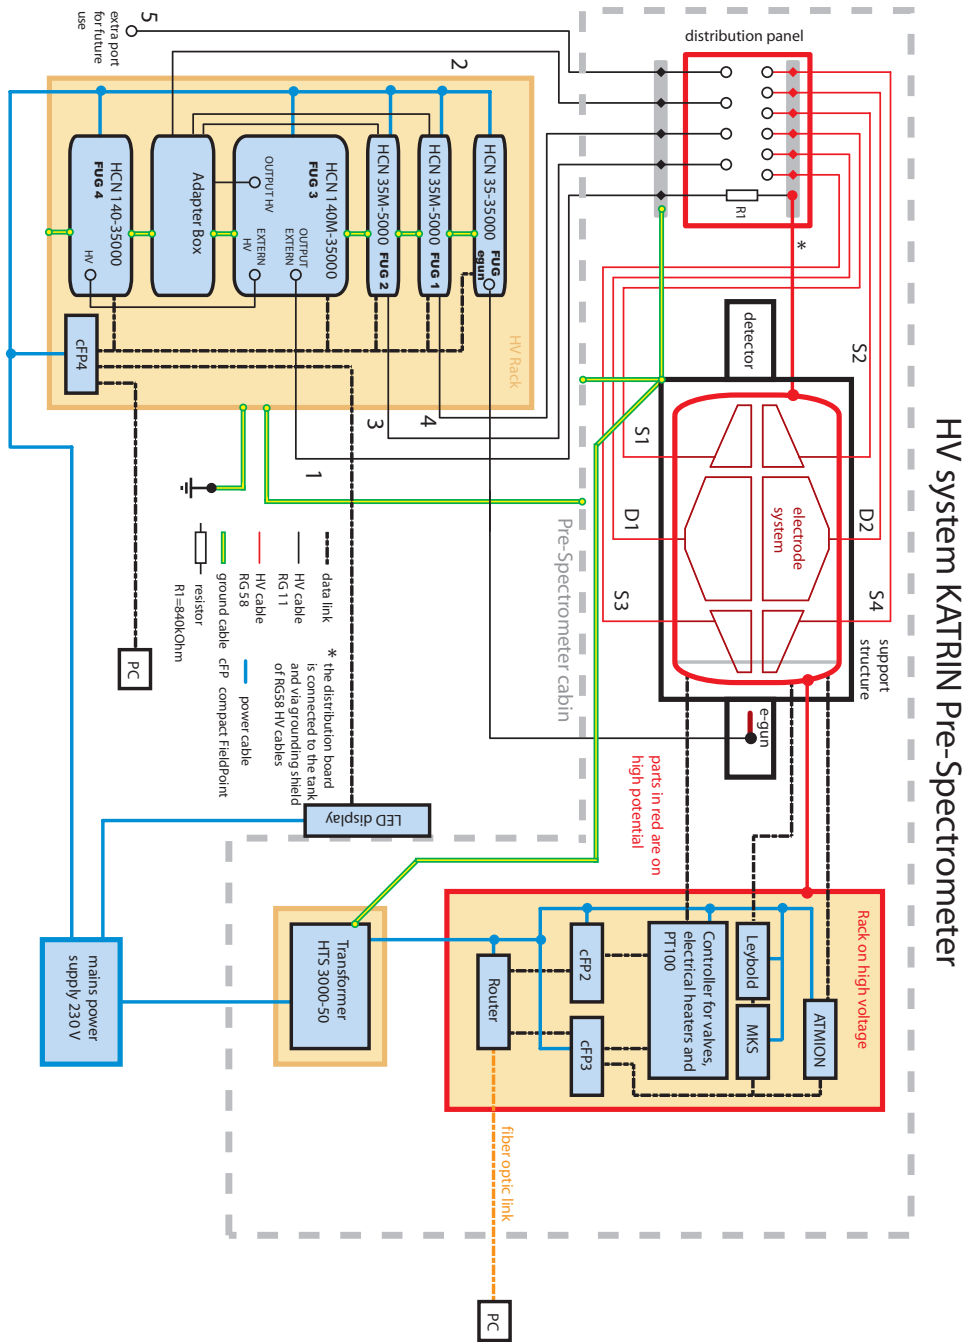 HV system KATRIN Pre-Spectrometer
distribution panel
R1
*
detector
S2
S4
S1
S3
D1
D2
electrode
system
support
structure
e-gun
parts in red are on
high potential
Rack on high voltage
ATMION
Leybold
MKS
Controller for valves,
electrical heaters and
PT100
cFP2
cFP3
Router
fiber optic link
PC
Transformer
HTS 3000-50
mains power
supply 230 V
LED display
Pre-Spectrometer cabin
5
extra port
for future
use
2
HV Rack
HCN 35-35000
FUG
egun
HCN 35M-5000 FUG 1
HCN 35M-5000 FUG 2
HCN 140M-35000
FUG 3
OUTPUT HV
OUTPUT
EXTERN
EXTERN
HV
Adapter Box
HCN 140-35000
FUG 4
HV
cFP4
4
3
1
PC
data link
HV cable
RG11
HV cable
RG58
ground cable
resistor
R1=840kOhm
* the distribution board
is connected to the tank
and via grounding shield
of RG58 HV cables
power cable
cFP compact FieldPoint